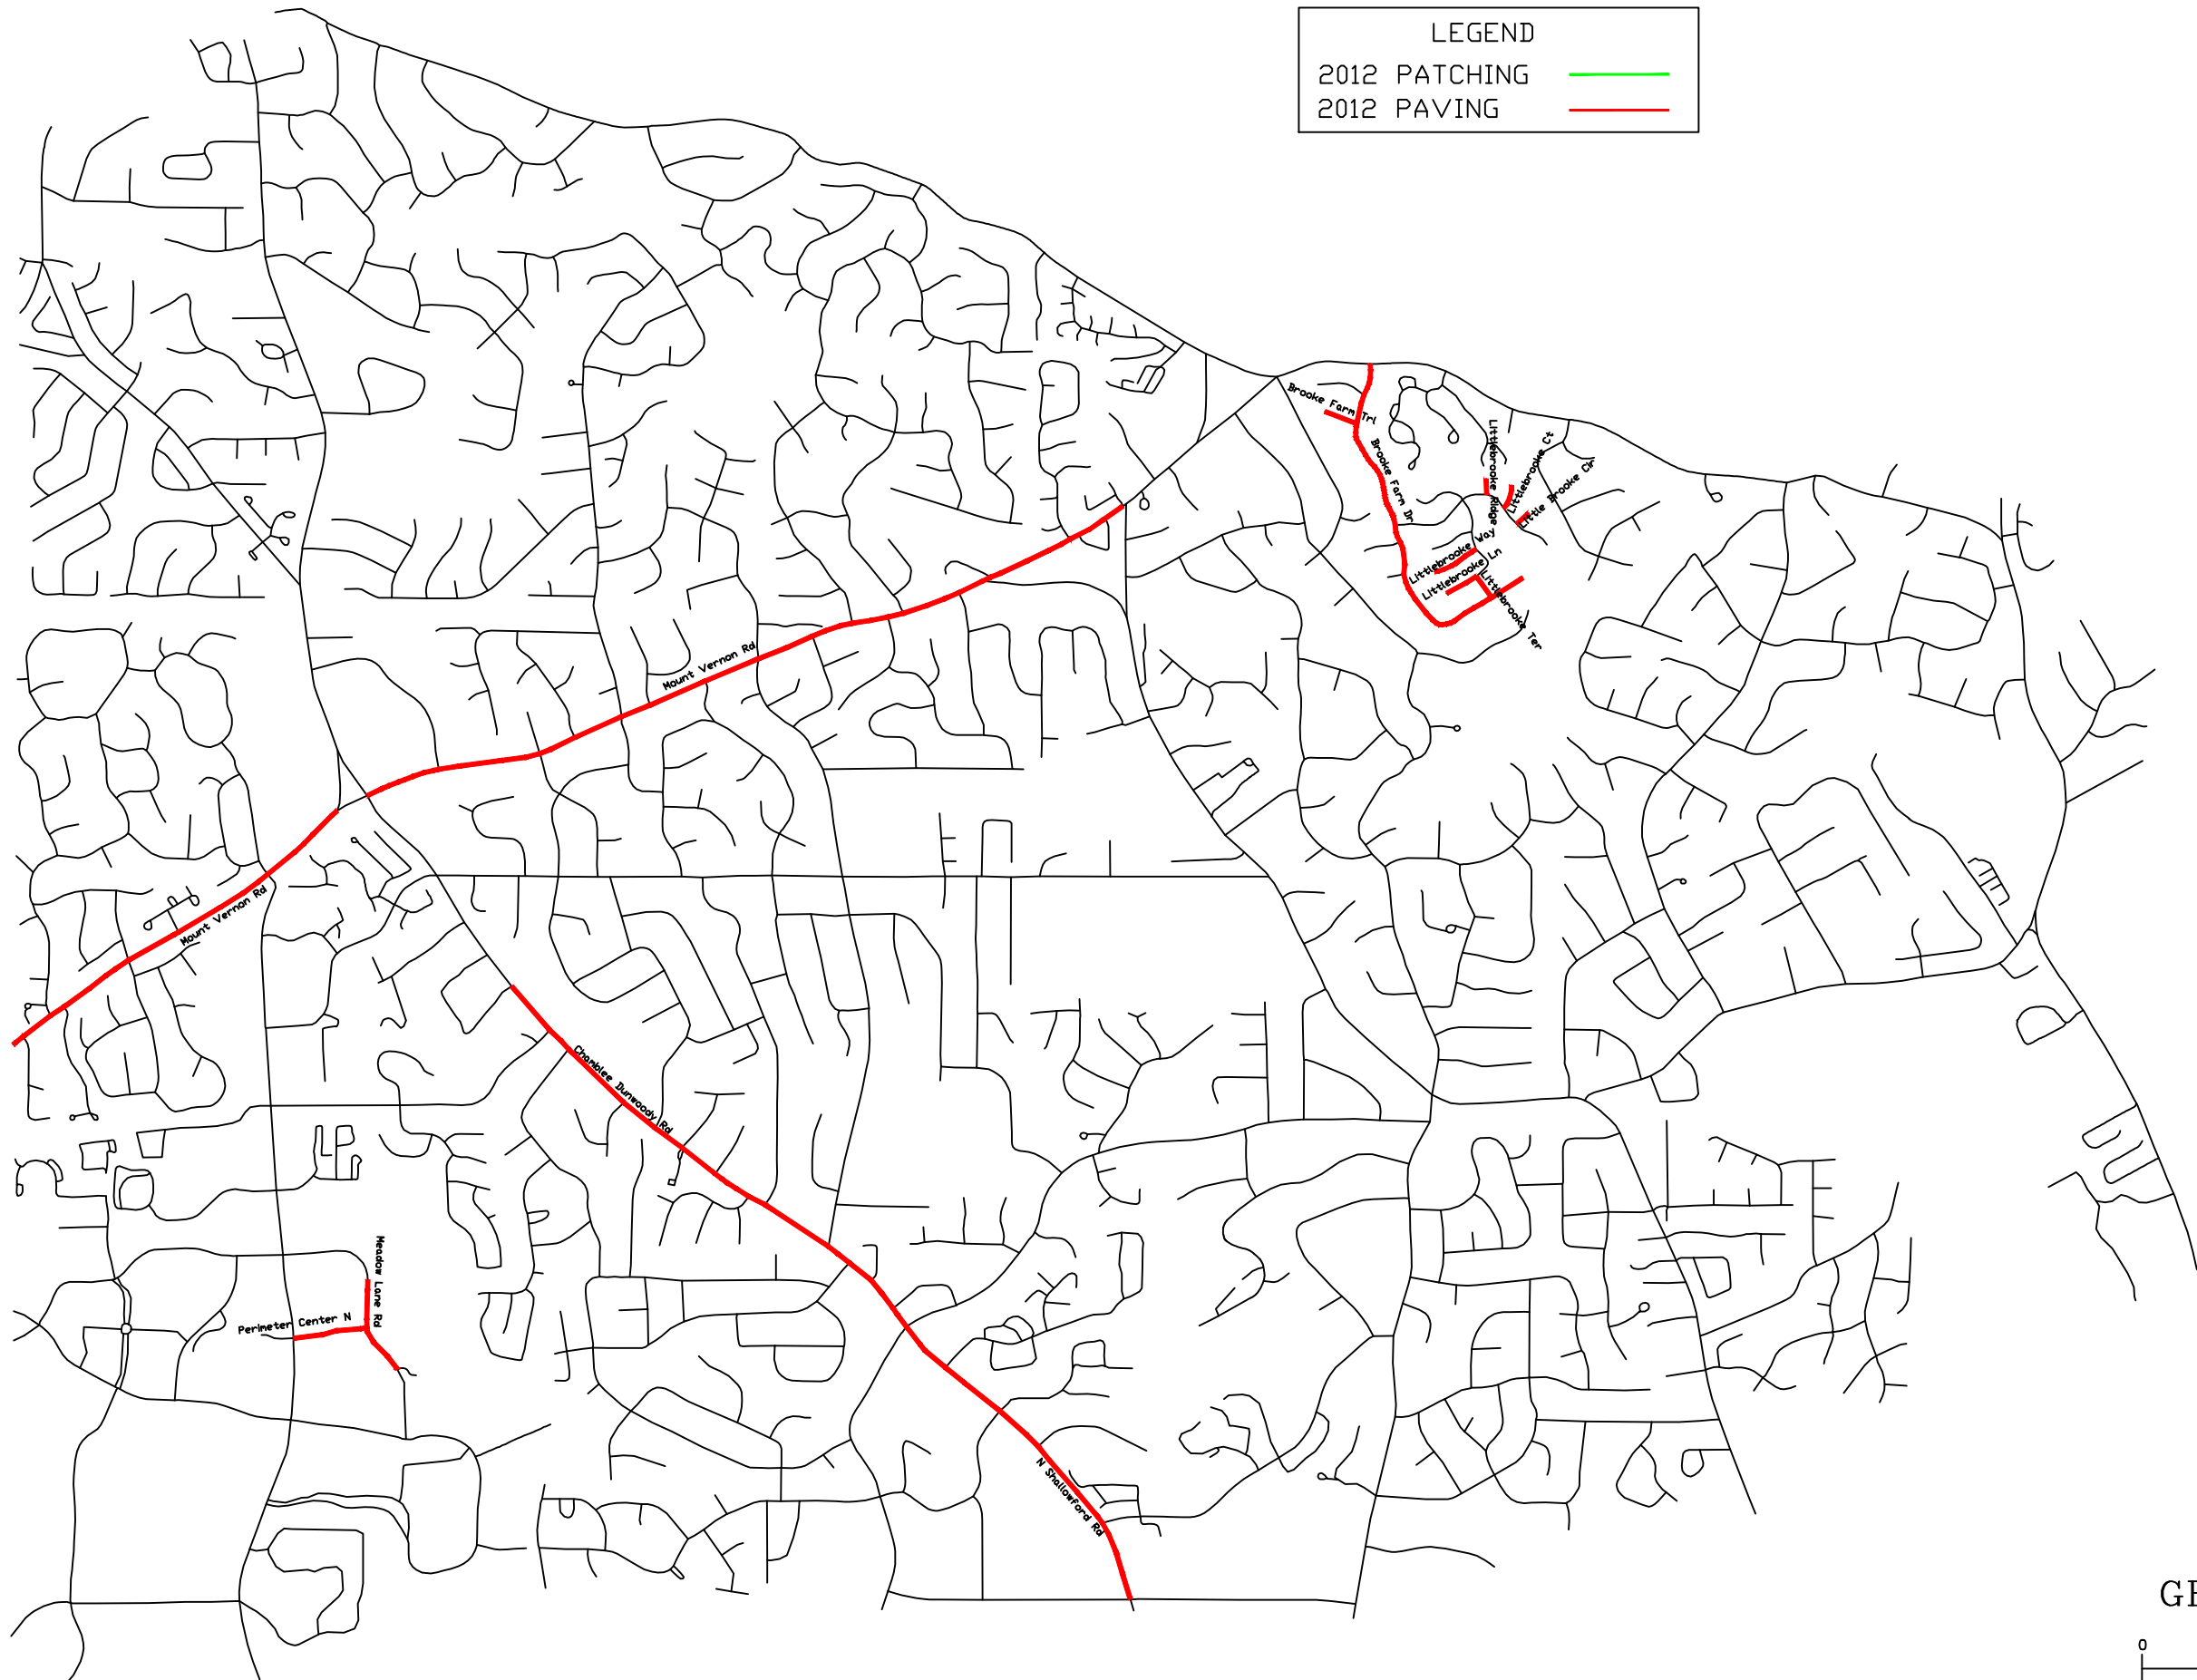 LEGEND
2012 PATCHING
2012 PAVING
Brooke Farm Trl
Brooke Farm Dr
Littlebrooke Ridge
Littlebrooke Ct
Little Brooke Cir
Littlebrooke Way
Littlebrooke Ln
Littlebrooke Ter
Mount Vernon Rd
Mount Vernon Rd
Chamblee Dunwoody Rd
Meadow Lane Rd
Perimeter Center N
N Shallowford Rd
0